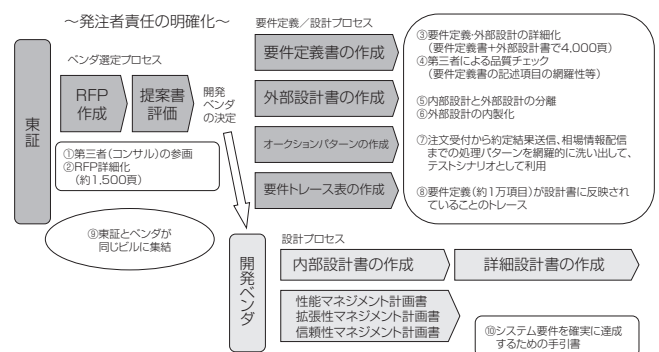 ～発注者責任の明確化～
東証
ベンダ選定プロセス
RFP
作成
提案書
評価
開発
ベンダ
の決定
①第三者（コンサル）の参画
②RFP詳細化
（約1,500頁）
⑨東証とベンダが
同じビルに集結
要件定義／設計プロセス
要件定義書の作成
外部設計書の作成
オークションパターンの作成
要件トレース表の作成
③要件定義・外部設計の詳細化
（要件定義書＋外部設計書で4,000頁）
④第三者による品質チェック
（要件定義書の記述項目の網羅性等）
⑤内部設計と外部設計の分離
⑥外部設計の内製化
⑦注文受付から約定結果送信、相場情報配信
までの処理パターンを網羅的に洗い出して、
テストシナリオとして利用
⑧要件定義（約1万項目）が設計書に反映され
ていることのトレース
開発ベンダ
設計プロセス
内部設計書の作成
詳細設計書の作成
性能マネジメント計画書
拡張性マネジメント計画書
信頼性マネジメント計画書
⑩システム要件を確実に達成
するための手引書